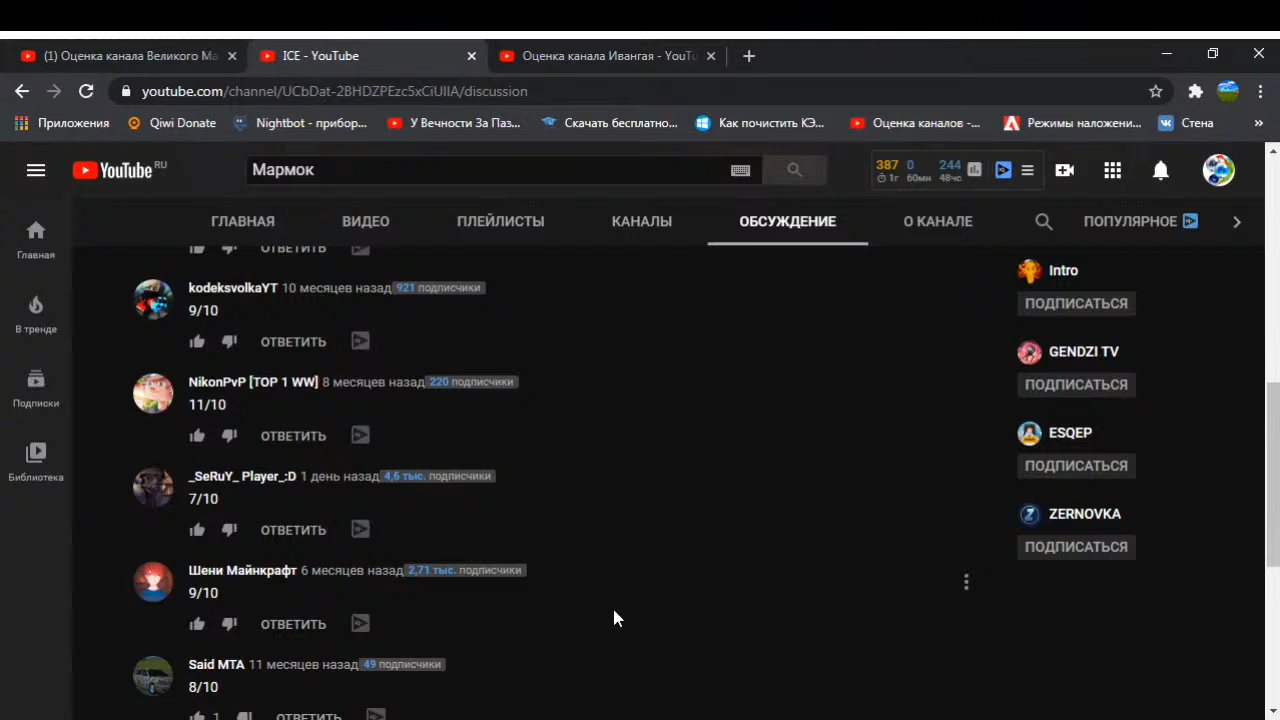 (1) Оценка канала Великого Ма
ICE - YouTube
Оценка канала Ивангая - YouTu
youtube.com/channel/UCbDat-2BHDZPEzc5xCiUlIA/discussion
Приложения
Qiwi Donate
Nightbot - прибор...
У Вечности За Паз...
Скачать бесплатно...
Как почистить КЭ...
Оценка каналов -...
Режимы наложени...
Стена
»
YouTube RU
Мармок
387 0 244
1г 60мн 48чс
ГЛАВНАЯ
ВИДЕО
ПЛЕЙЛИСТЫ
КАНАЛЫ
ОБСУЖДЕНИЕ
О КАНАЛЕ
ПОПУЛЯРНОЕ
Главная
В тренде
Подписки
Библиотека
ОТВЕТИТЬ
kodeksvolkaYT 10 месяцев назад 921 подписчики
9/10
ОТВЕТИТЬ
NikonPvP [TOP 1 WW] 8 месяцев назад 220 подписчики
11/10
ОТВЕТИТЬ
_SeRuY_ Player_:D 1 день назад 4,6 тыс. подписчики
7/10
ОТВЕТИТЬ
Шени Майнкрафт 6 месяцев назад 2,71 тыс. подписчики
9/10
ОТВЕТИТЬ
Said MTA 11 месяцев назад 49 подписчики
8/10
1 ОТВЕТИТЬ
Intro
ПОДПИСАТЬСЯ
GENDZI TV
ПОДПИСАТЬСЯ
ESQEP
ПОДПИСАТЬСЯ
ZERNOVKA
ПОДПИСАТЬСЯ